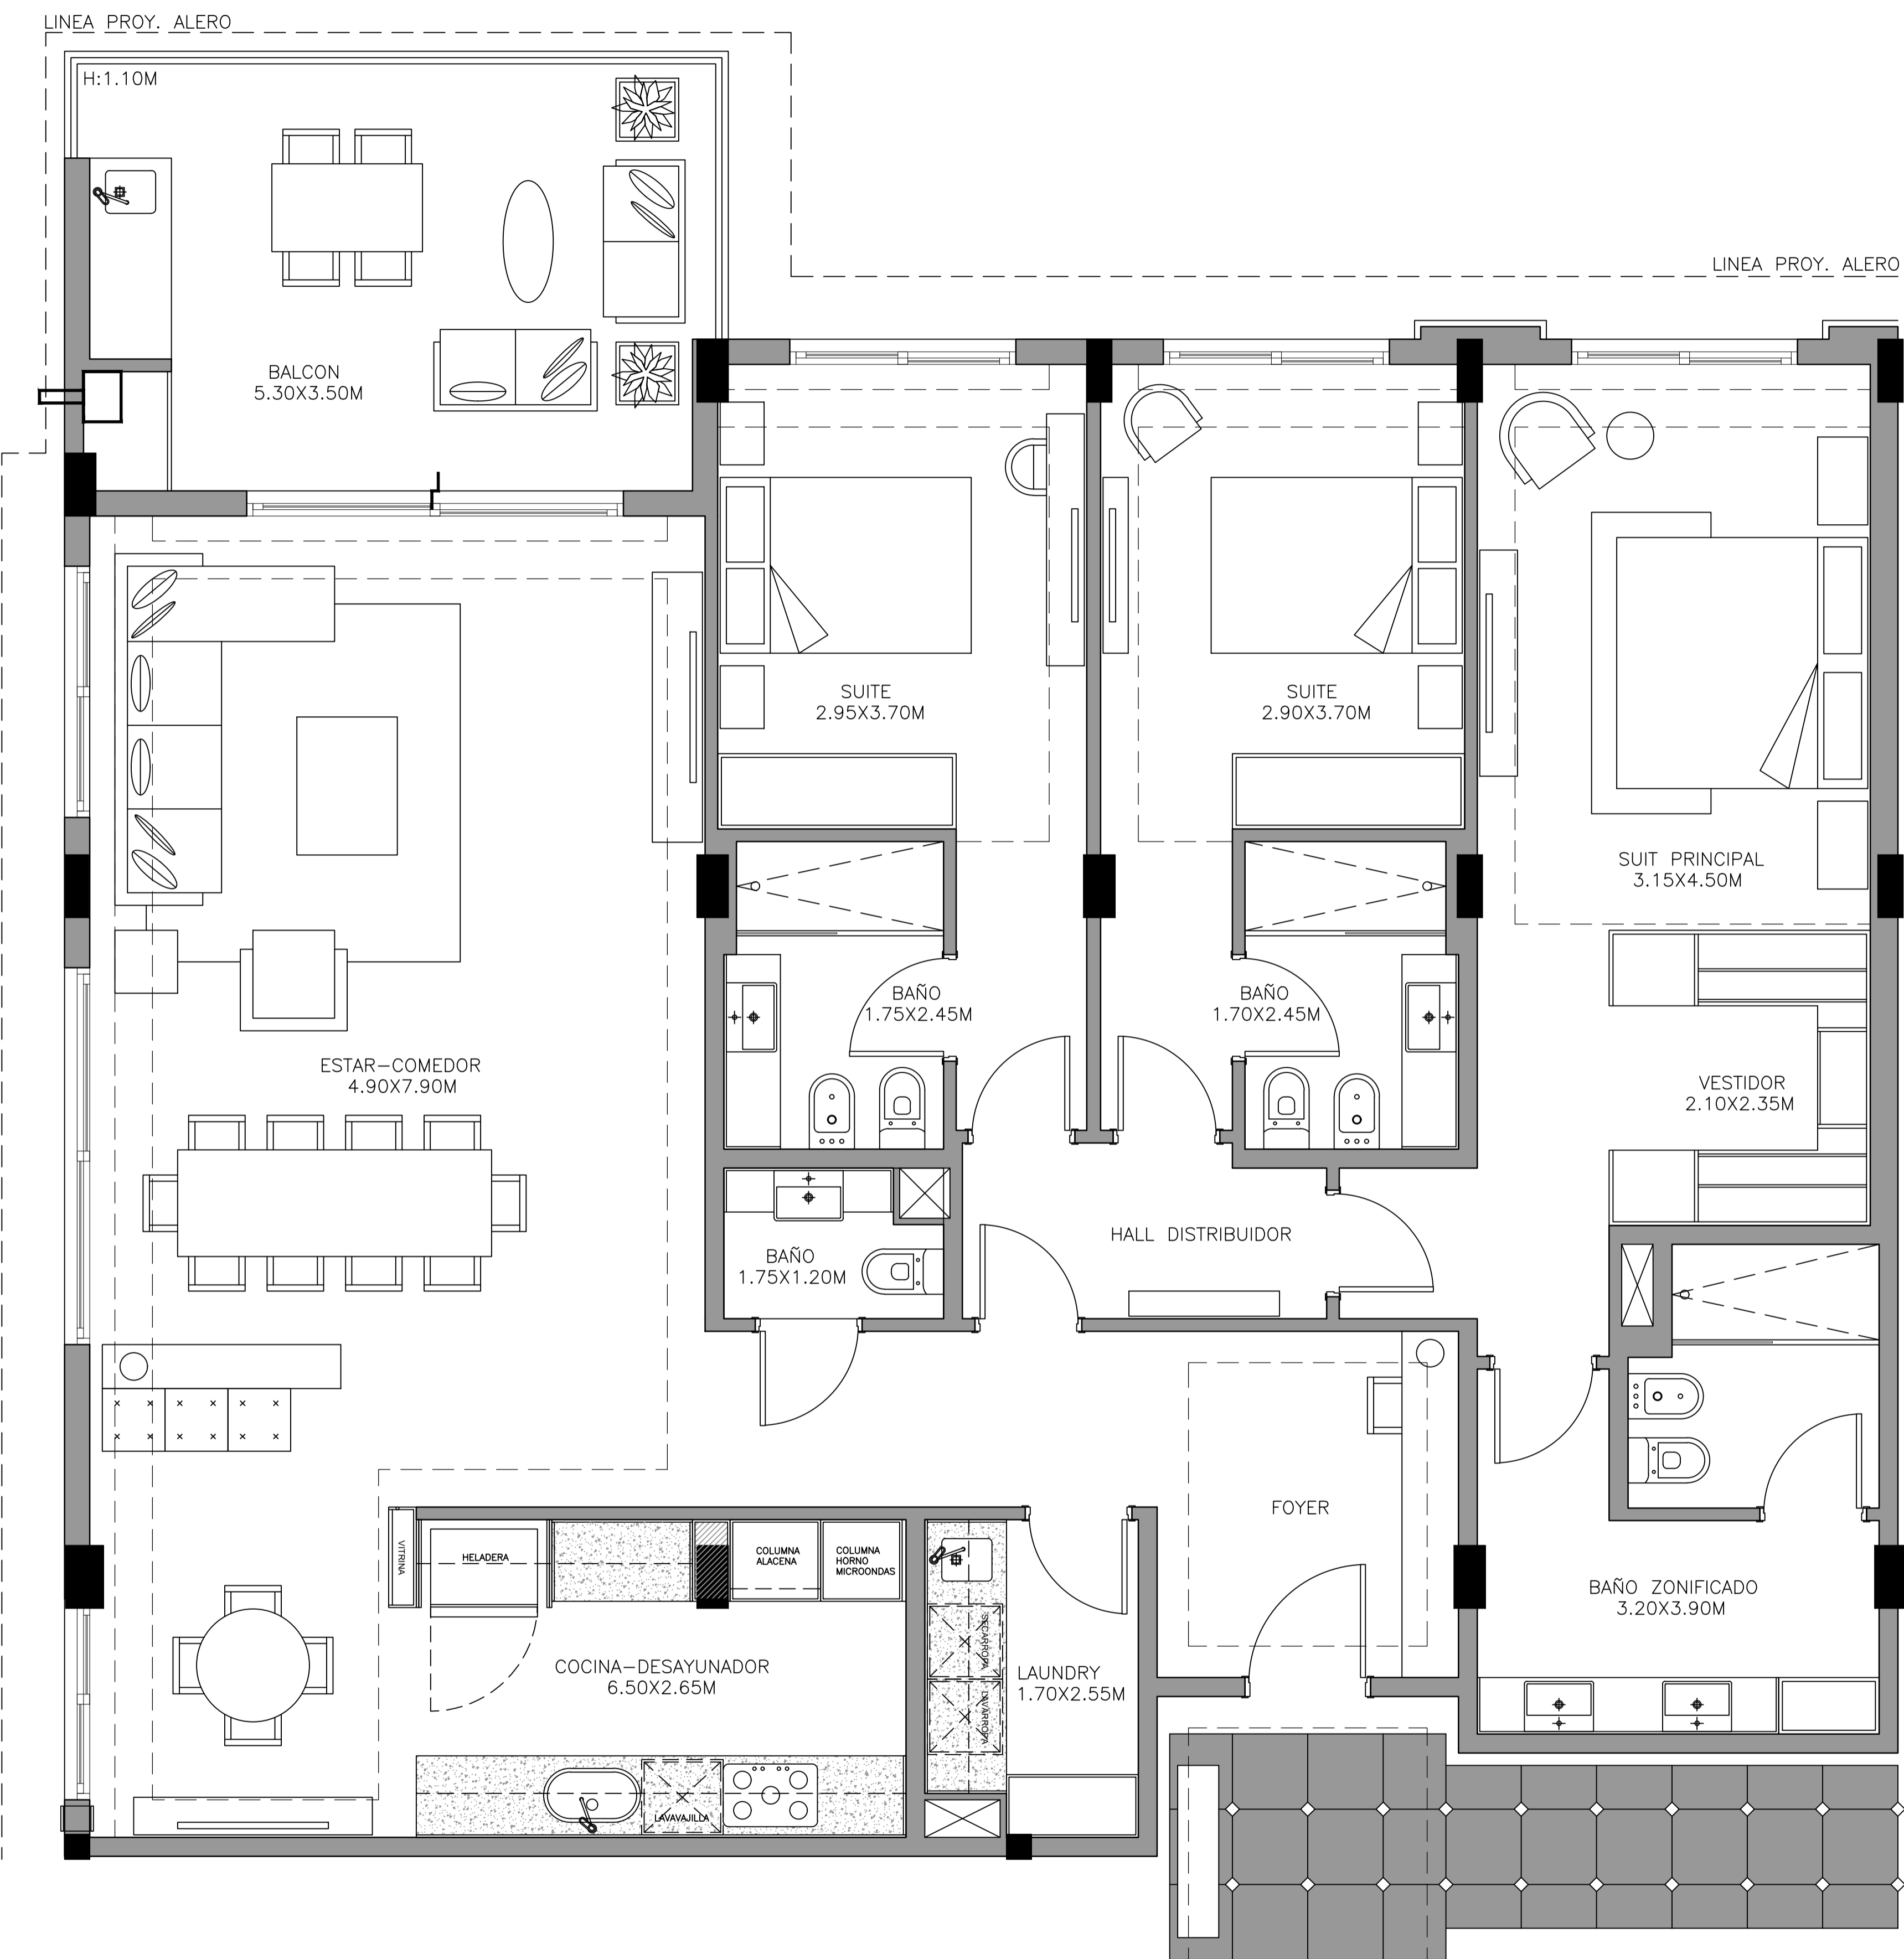 LINEA PROY. ALERO
H:1.10M
LINEA PROY. ALERO
BALCON
5.30X3.50M
SUITE
2.95X3.70M
SUITE
2.90X3.70M
SUIT PRINCIPAL
3.15X4.50M
BAÑO
1.75X2.45M
BAÑO
1.70X2.45M
ESTAR-COMEDOR
4.90X7.90M
VESTIDOR
2.10X2.35M
HALL DISTRIBUIDOR
BAÑO
1.75X1.20M
FOYER
VITRINA
HELADERA
COLUMNA
ALACENA
COLUMNA
HORNO
MICROONDAS
BAÑO ZONIFICADO
3.20X3.90M
SECARROPA
COCINA-DESAYUNADOR
6.50X2.65M
LAUNDRY
1.70X2.55M
LAVARROPA
LAVAVAJILLA